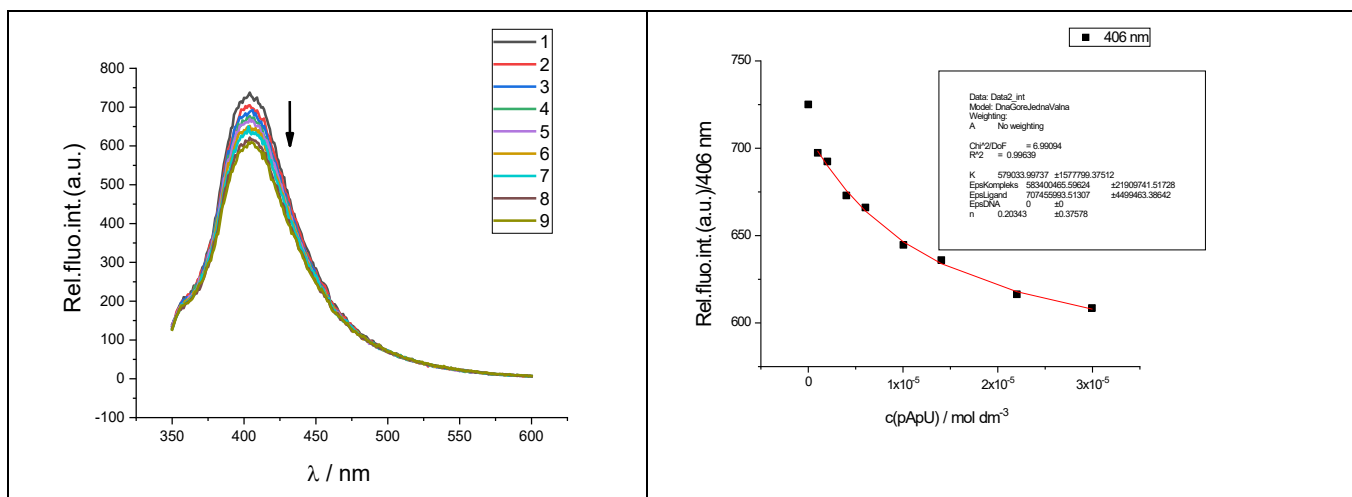 1
2
3
4
5
6
7
8
9
800
700
600
500
400
300
200
100
0
-100
Rel.fluo.int.(a.u.)
350 400 450 500 550 600
λ / nm
406 nm
750
700
650
600
Rel.fluo.int.(a.u.)/406 nm
Data: Data2_int
Model: DnaGoreJednaValna
Weighting:
A No weighting
Chi^2/DoF = 6.99094
R^2 = 0.99639
K 579033.99737 ±1577799.37512
EpsKompleks 583400465.59624 ±21909741.51728
EpsLigand 707455993.51307 ±4499463.38642
EpsDNA 0 ±0
n 0.20343 ±0.37578
0 1x10⁻⁵ 2x10⁻⁵ 3x10⁻⁵
c(pApU) / mol dm⁻³